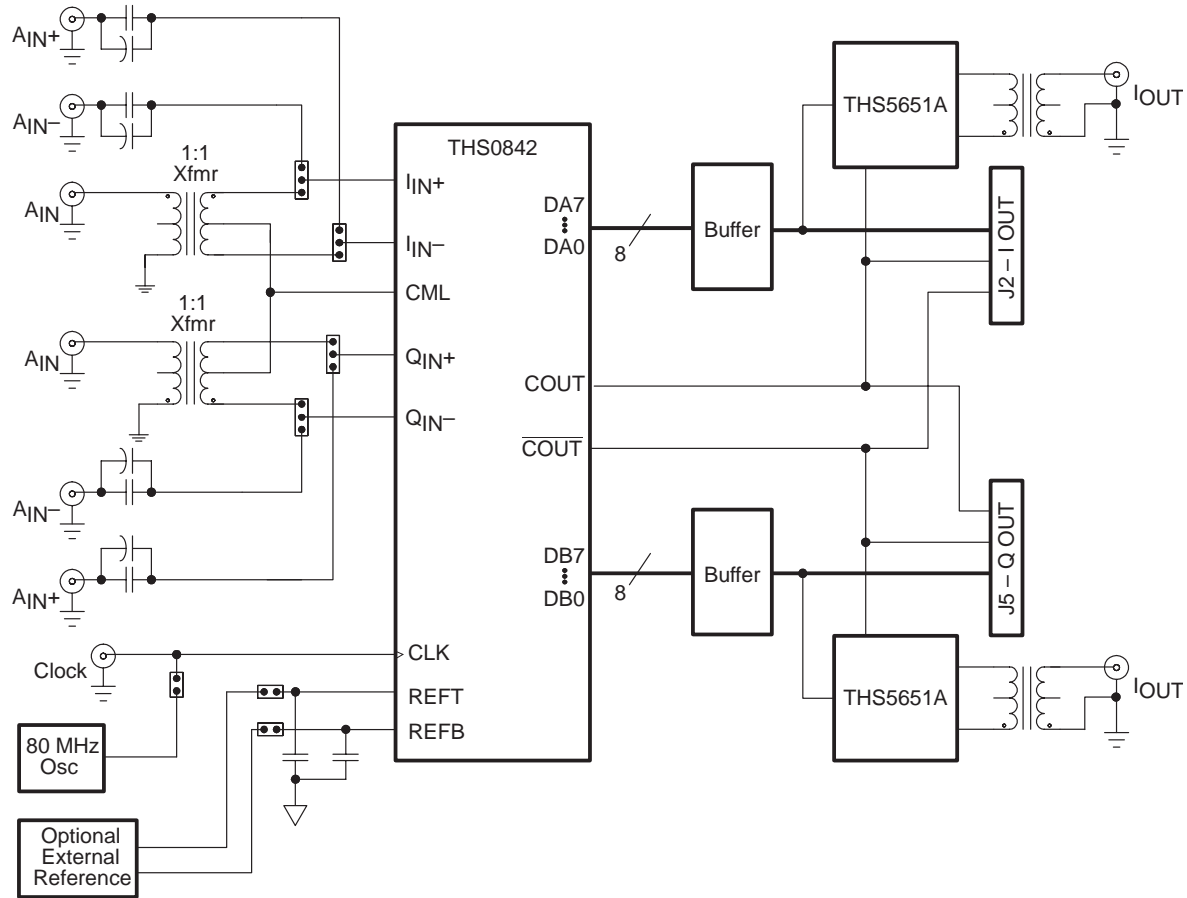 AIN+
AIN−
1:1
Xfmr
AIN
1:1
Xfmr
AIN
AIN−
AIN+
Clock
80 MHz
Osc
Optional
External
Reference
THS0842
IIN+
IIN−
CML
QIN+
QIN−
CLK
REFT
REFB
DA7
DA0
COUT
COUT
DB7
DB0
8
Buffer
8
Buffer
THS5651A
IOUT
J2 – I OUT
J5 – Q OUT
THS5651A
IOUT